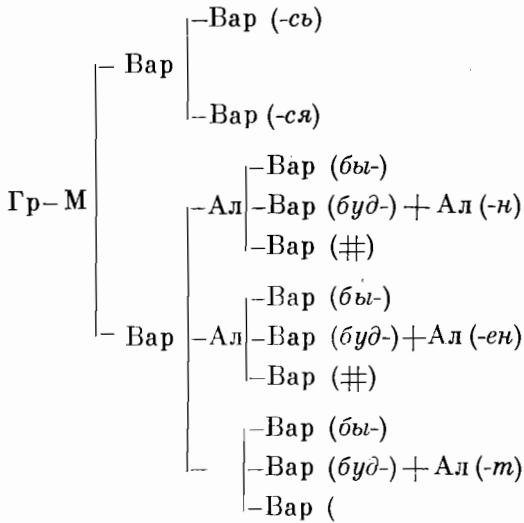 Вар (-сь)
Вар
Вар (-ся)
Гр-М
Вар (бы-)
Ал Вар (буд-) + Ал (-н)
Вар (#)
Вар (бы-)
Вар Ал Вар (буд-) + Ал (-ен)
Вар (#)
Вар (бы-)
Вар (буд-) + Ал (-т)
Вар (